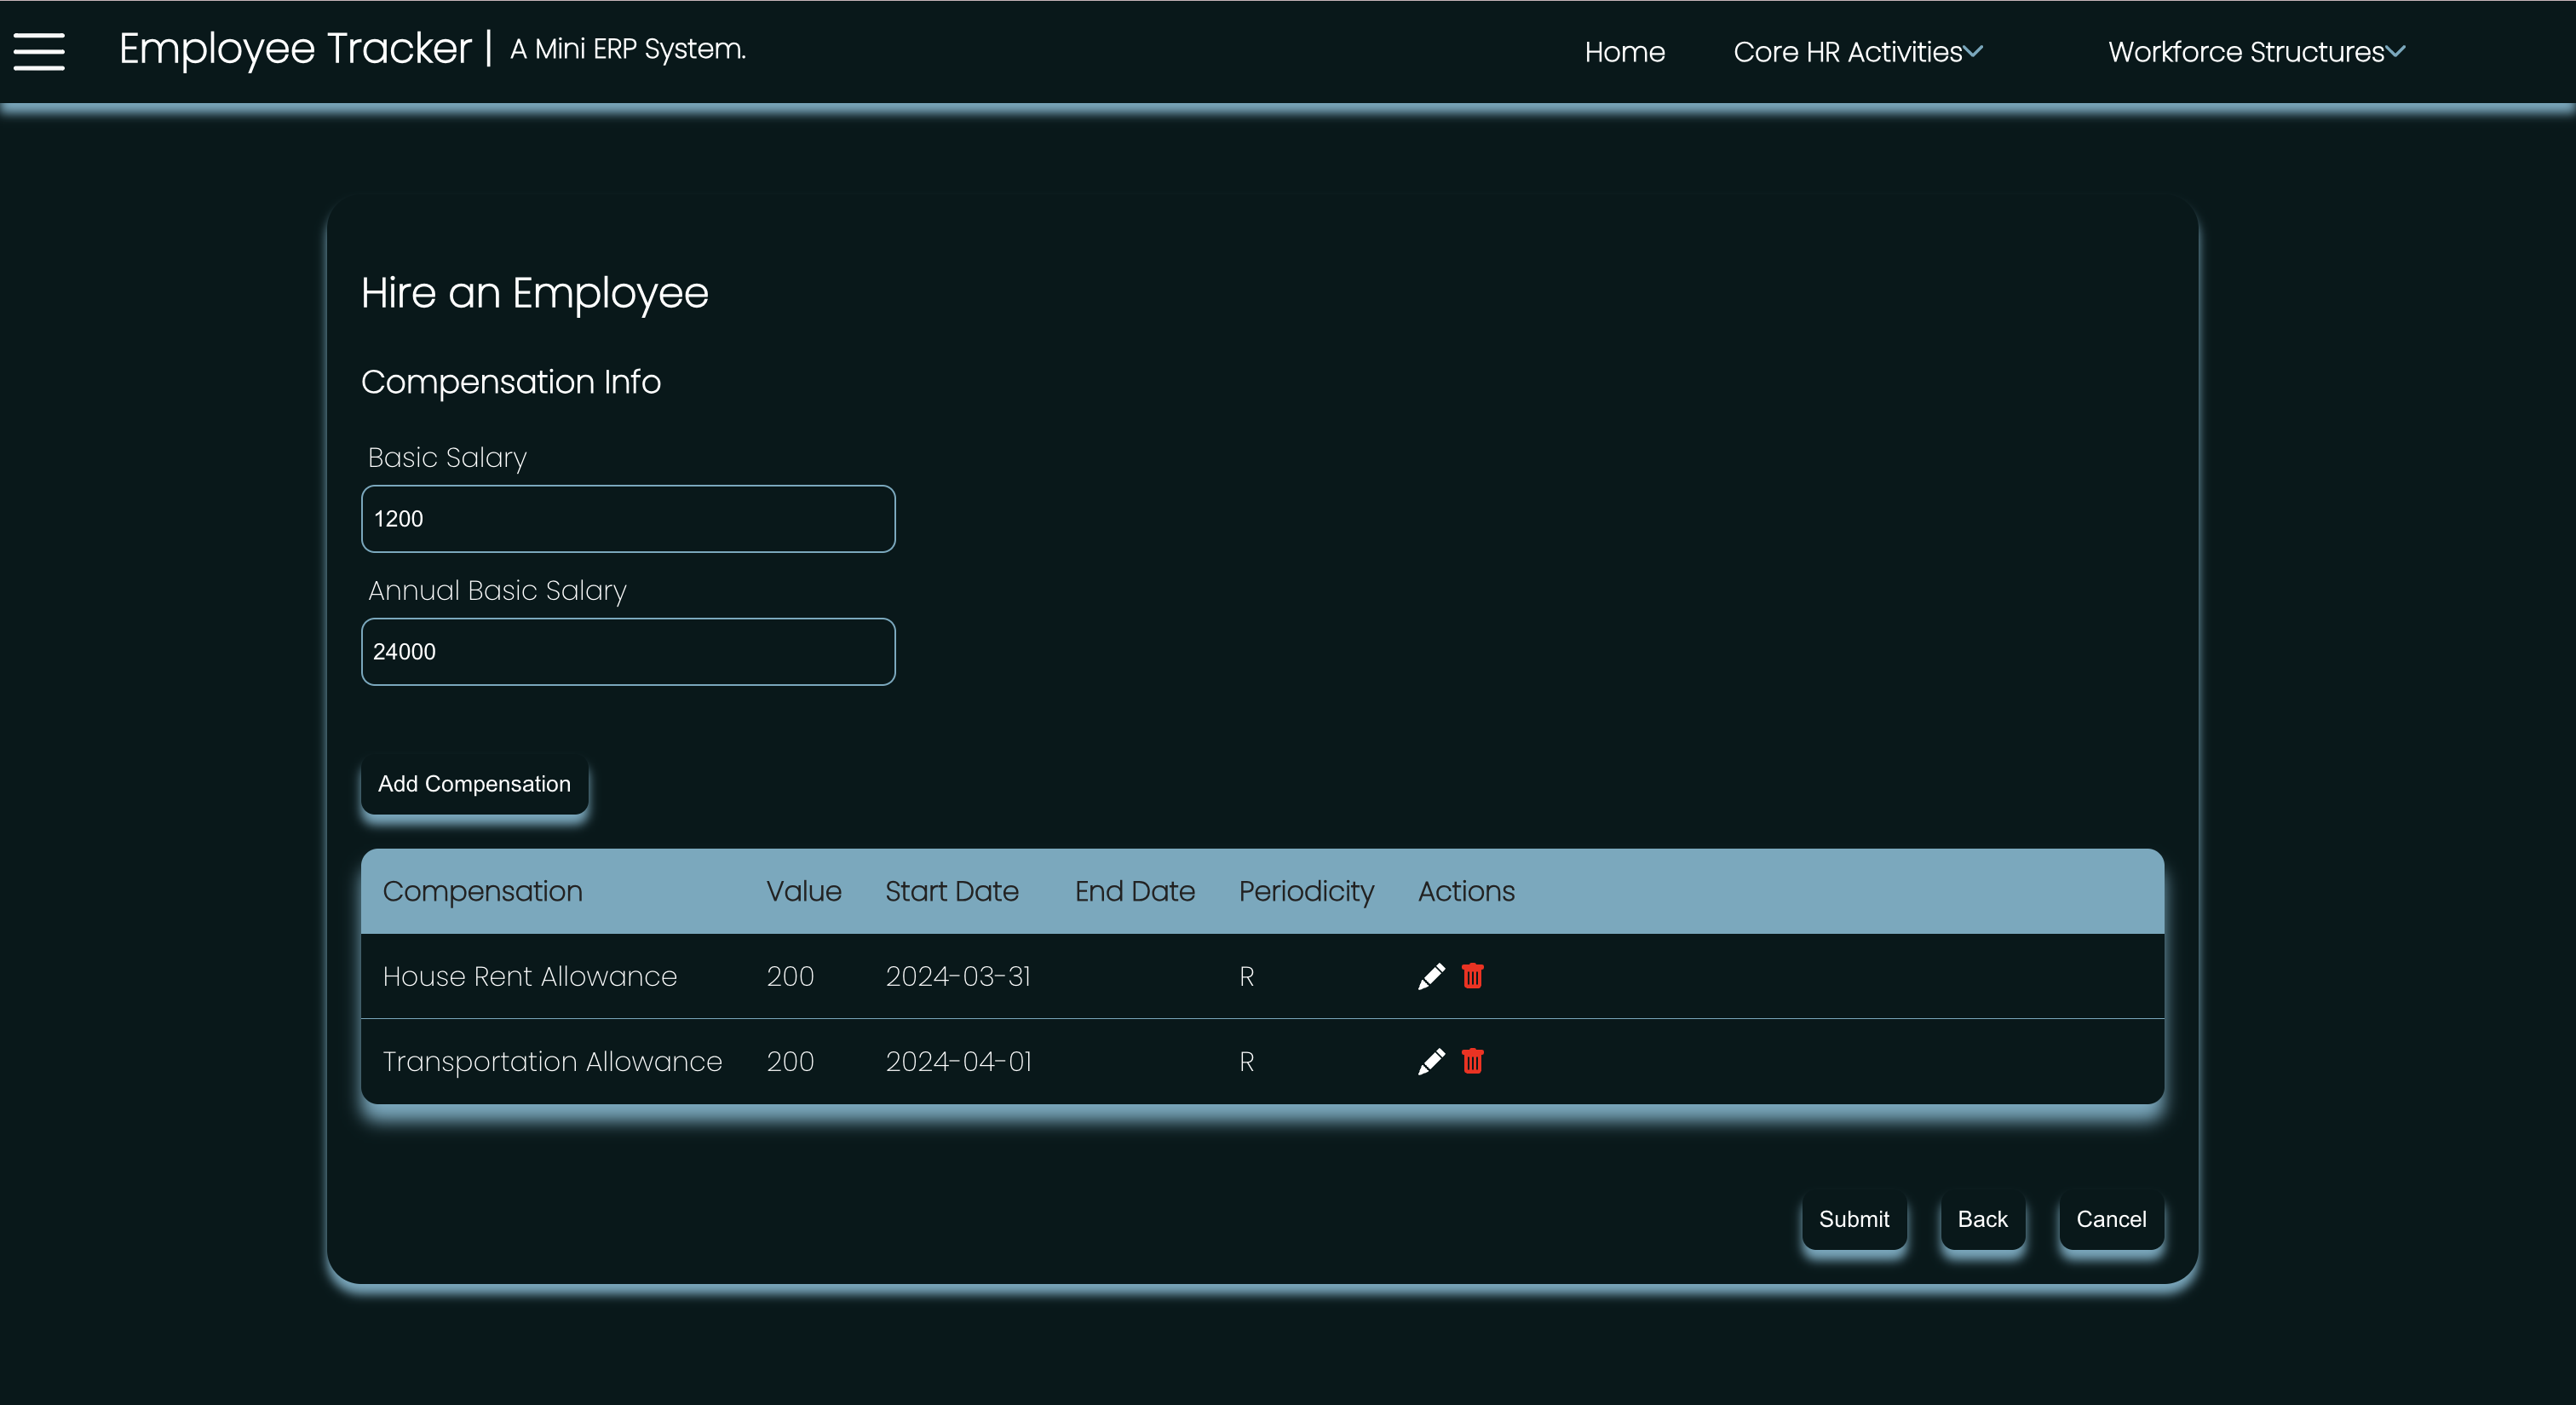 Employee Tracker | A Mini ERP System. Home Core HR Activities Workforce Structures
Hire an Employee
Compensation Info
Basic Salary
1200
Annual Basic Salary
24000
Add Compensation
Compensation Value Start Date End Date Periodicity Actions
House Rent Allowance 200 2024-03-31 R
Transportation Allowance 200 2024-04-01 R
Submit Back Cancel